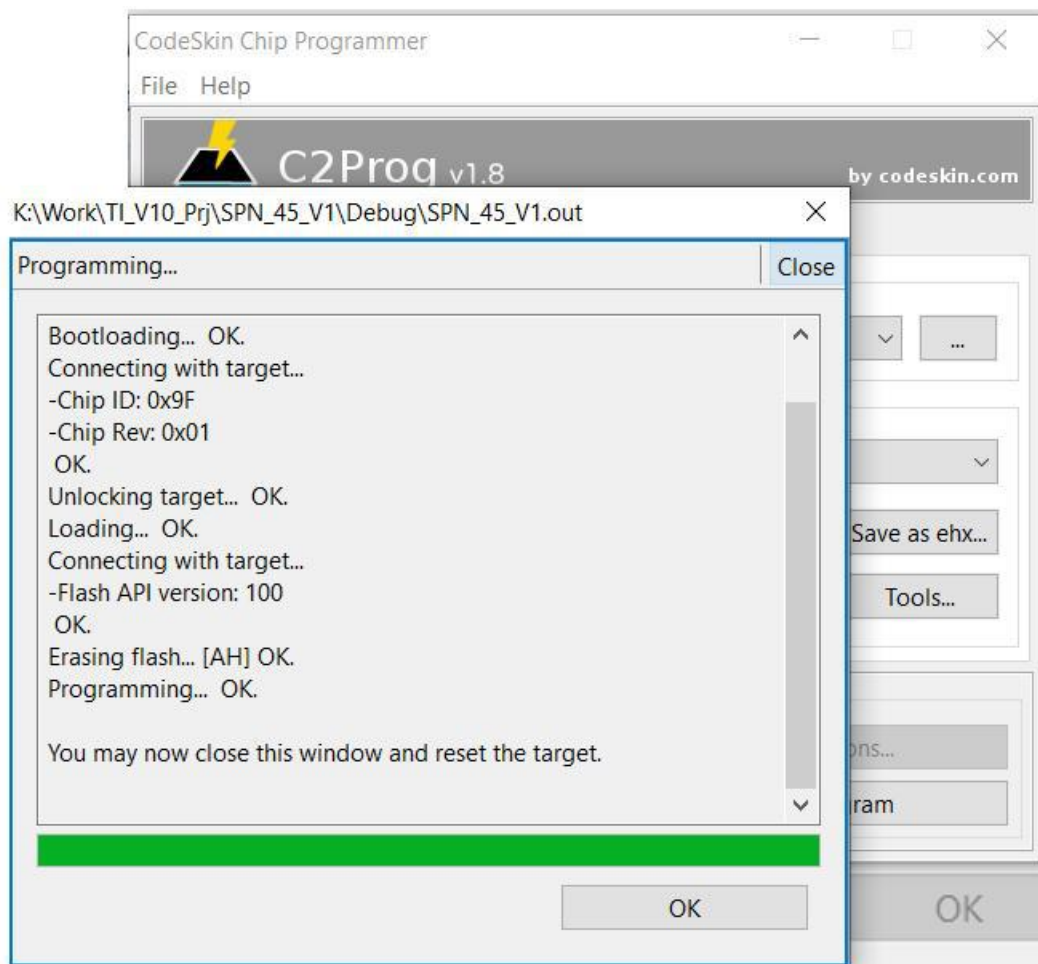 CodeSkin Chip Programmer
File Help
C2Prog v1.8
by codeskin.com
K:\Work\TI_V10_Prj\SPN_45_V1\Debug\SPN_45_V1.out
Programming...
Close
Bootloading... OK.
Connecting with target...
-Chip ID: 0x9F
-Chip Rev: 0x01
OK.
Unlocking target... OK.
Loading... OK.
Connecting with target...
-Flash API version: 100
OK.
Erasing flash... [AH] OK.
Programming... OK.
You may now close this window and reset the target.
...
Save as ehx...
Tools...
ons...
ram
OK
OK